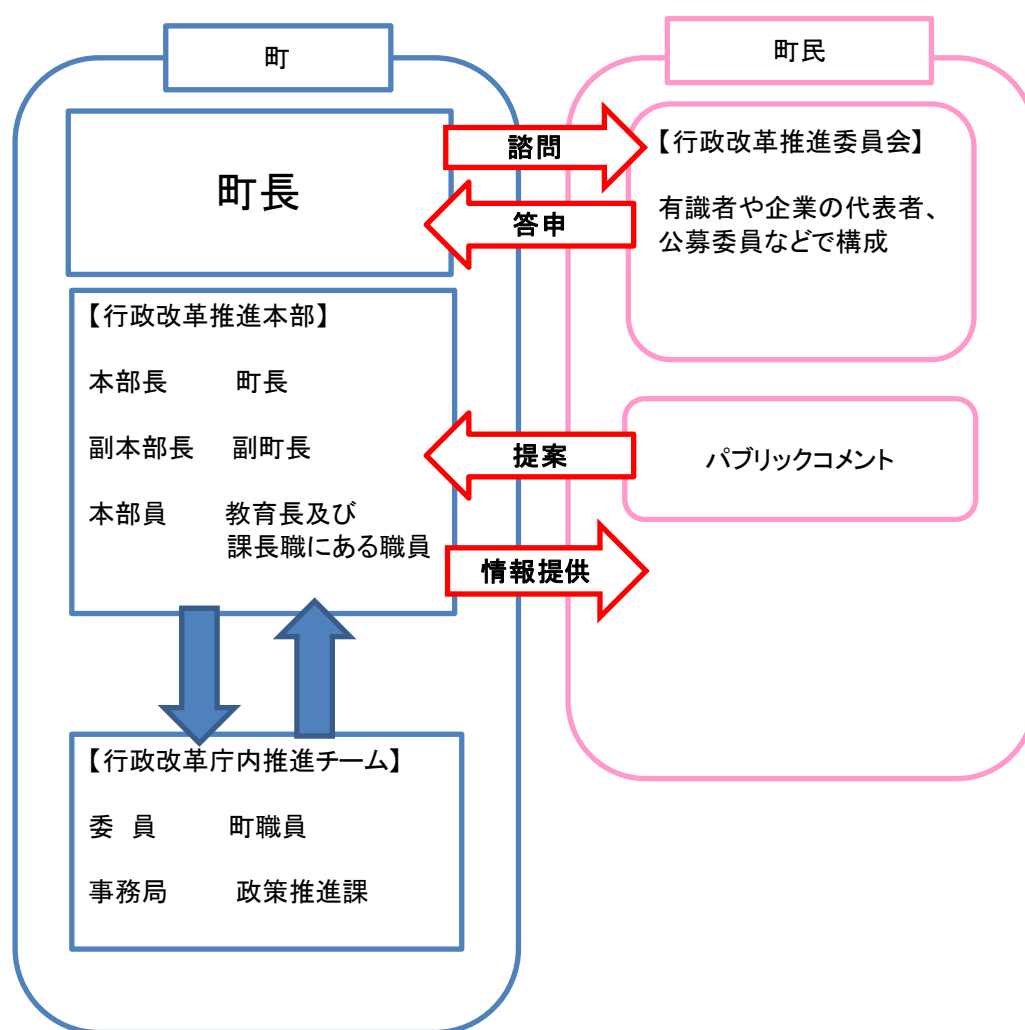 町
町長
【行政改革推進本部】
本部長 町長
副本部長 副町長
本部員 教育長及び
課長職にある職員
【行政改革庁内推進チーム】
委 員 町職員
事務局 政策推進課
諮問
答申
提案
情報提供
町民
【行政改革推進委員会】
有識者や企業の代表者、
公募委員などで構成
パブリックコメント